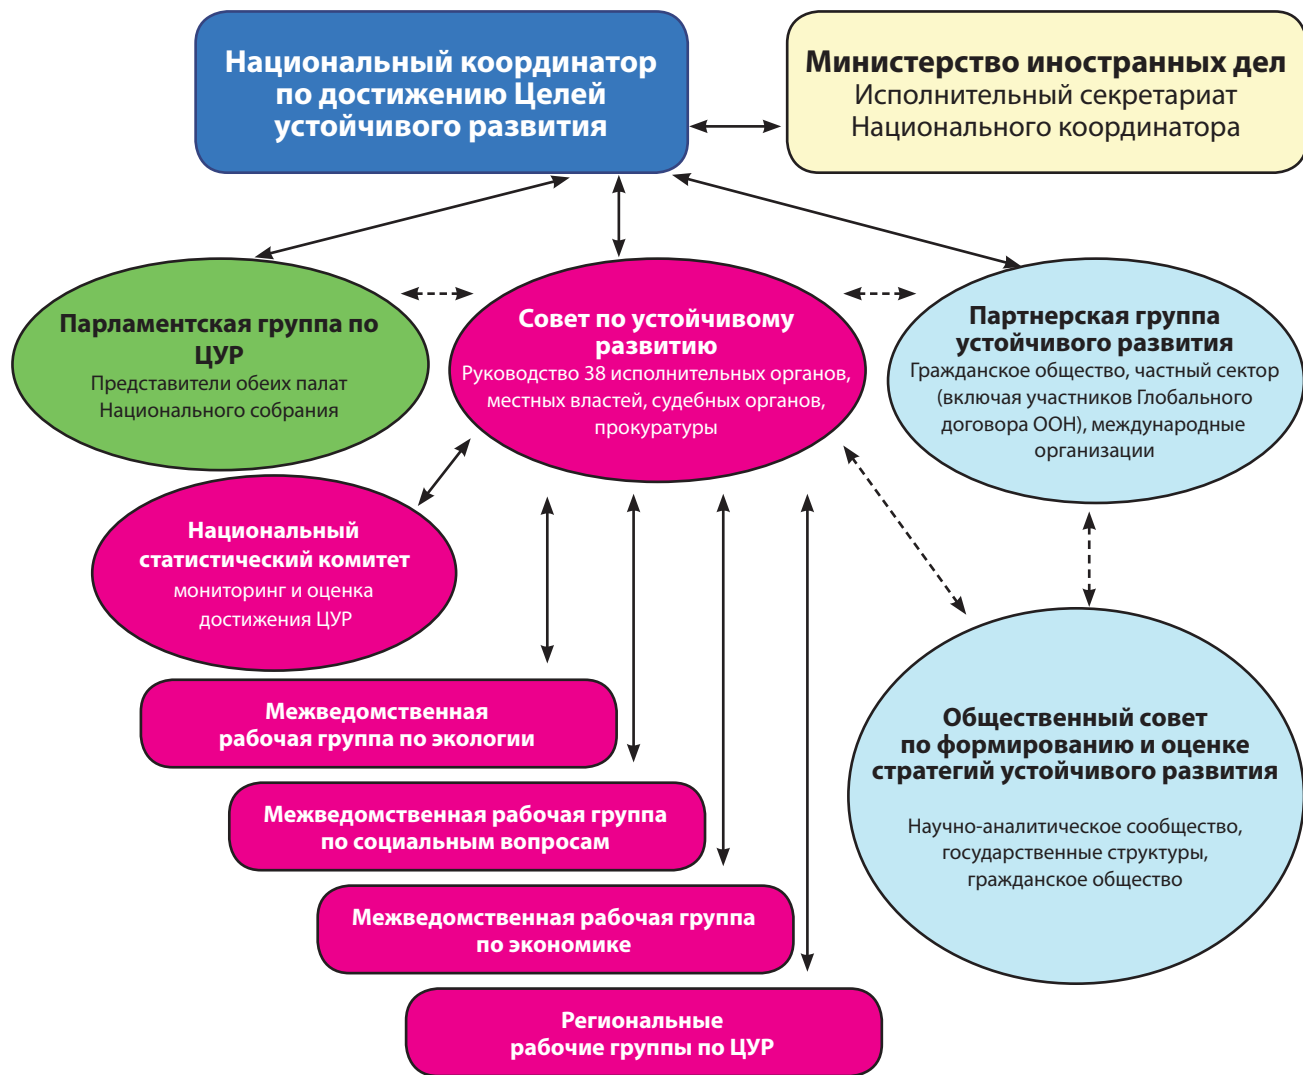 Национальный координатор
по достижению Целей
устойчивого развития
Министерство иностранных дел
Исполнительный секретариат
Национального координатора
Парламентская группа по
ЦУР
Представители обеих палат
Национального собрания
Совет по устойчивому
развитию
Руководство 38 исполнительных органов,
местных властей, судебных органов,
прокуратуры
Партнерская группа
устойчивого развития
Гражданское общество, частный сектор
(включая участников Глобального
договора ООН), международные
организации
Национальный
статистический комитет
мониторинг и оценка
достижения ЦУР
Межведомственная
рабочая группа по экологии
Межведомственная рабочая группа
по социальным вопросам
Межведомственная рабочая группа
по экономике
Региональные
рабочие группы по ЦУР
Общественный совет
по формированию и оценке
стратегий устойчивого развития
Научно-аналитическое сообщество,
государственные структуры,
гражданское общество